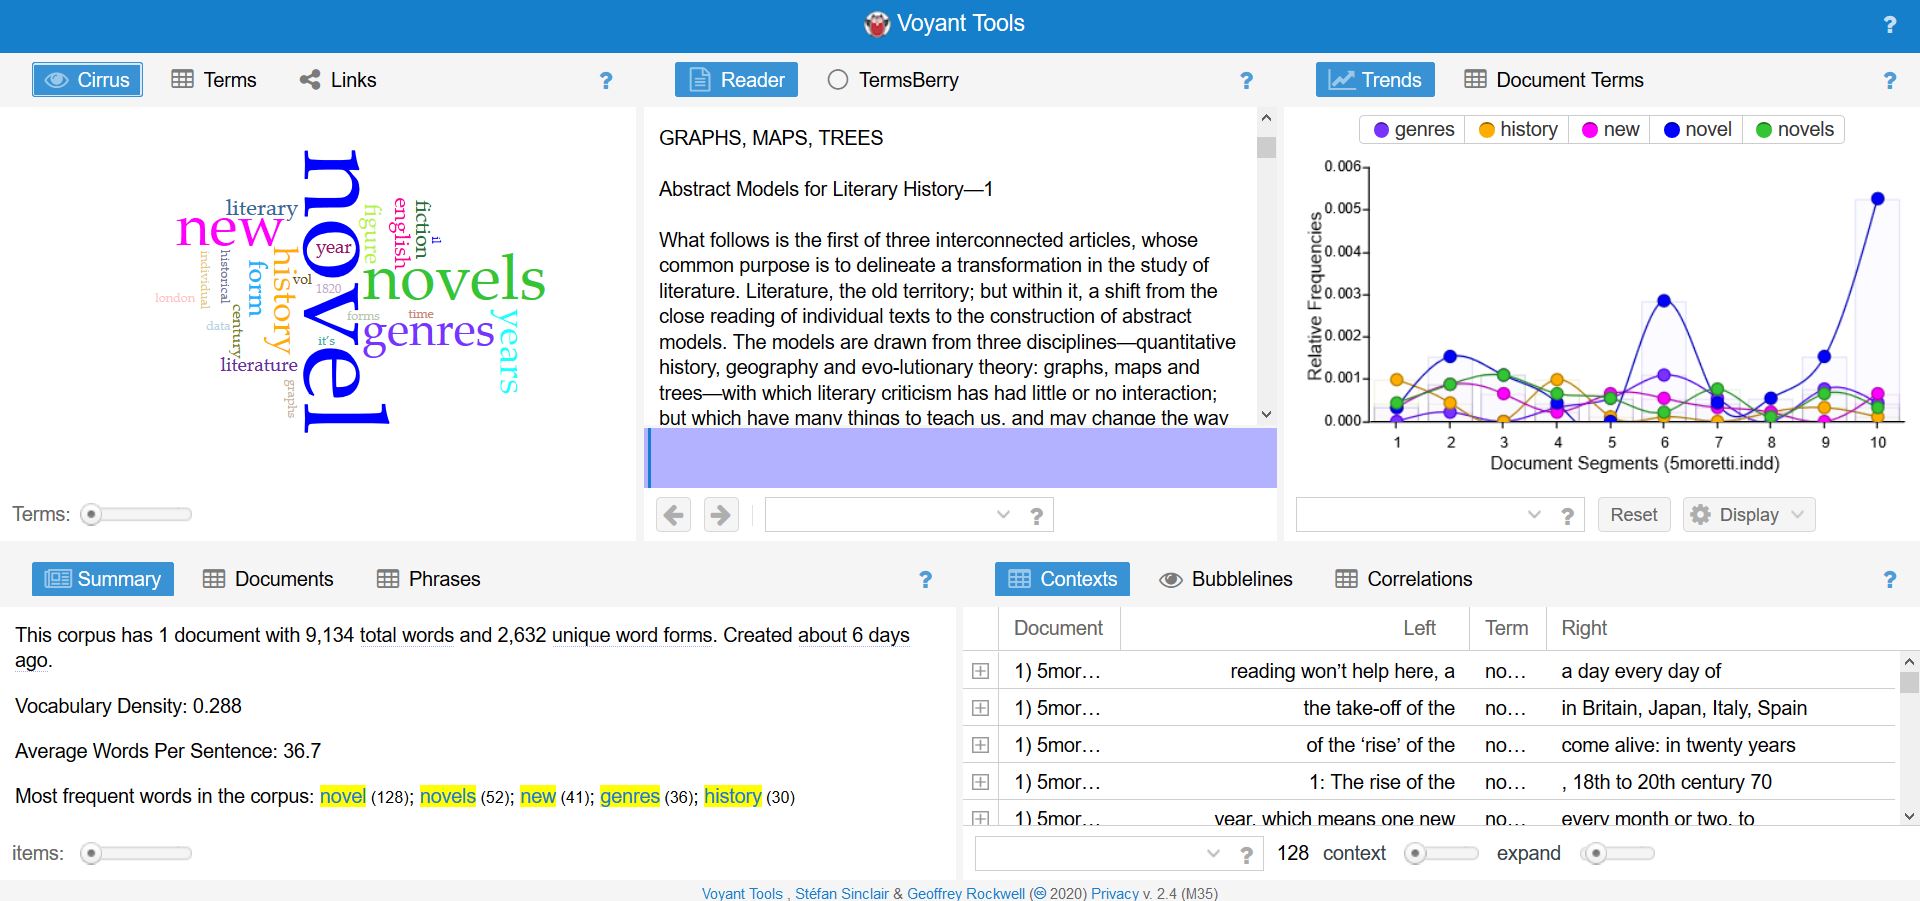 Voyant Tools
?
Cirrus Terms Links ?
Reader TermsBerry ?
Trends Document Terms ?
literary
new
novel
year
figure
english
fiction
il
history
historical
individual
form
vol
1820
novels
london
data
century
forms
time
genres
years
it's
literature
graphs
Terms:
GRAPHS, MAPS, TREES
Abstract Models for Literary History—1
What follows is the first of three interconnected articles, whose
common purpose is to delineate a transformation in the study of
literature. Literature, the old territory; but within it, a shift from the
close reading of individual texts to the construction of abstract
models. The models are drawn from three disciplines—quantitative
history, geography and evo-lutionary theory: graphs, maps and
trees—with which literary criticism has had little or no interaction;
but which have many things to teach us, and may change the way
?
genres history new novel novels
Relative Frequencies
0.006
0.005
0.004
0.003
0.002
0.001
0.000
1 2 3 4 5 6 7 8 9 10
Document Segments (5moretti.indd)
? Reset Display
Summary Documents Phrases ?
This corpus has 1 document with 9,134 total words and 2,632 unique word forms. Created about 6 days
ago.
Vocabulary Density: 0.288
Average Words Per Sentence: 36.7
Most frequent words in the corpus: novel (128); novels (52); new (41); genres (36); history (30)
items:
Contexts Bubblelines Correlations ?
Document Left Term Right
1) 5mor... reading won't help here, a no... a day every day of
1) 5mor... the take-off of the no... in Britain, Japan, Italy, Spain
1) 5mor... of the 'rise' of the no... come alive: in twenty years
1) 5mor... 1: The rise of the no... , 18th to 20th century 70
1) 5mor... year, which means one new no... every month or two, to
? 128 context expand
Voyant Tools , Stéfan Sinclair & Geoffrey Rockwell (🅭 2020) Privacy v. 2.4 (M35)